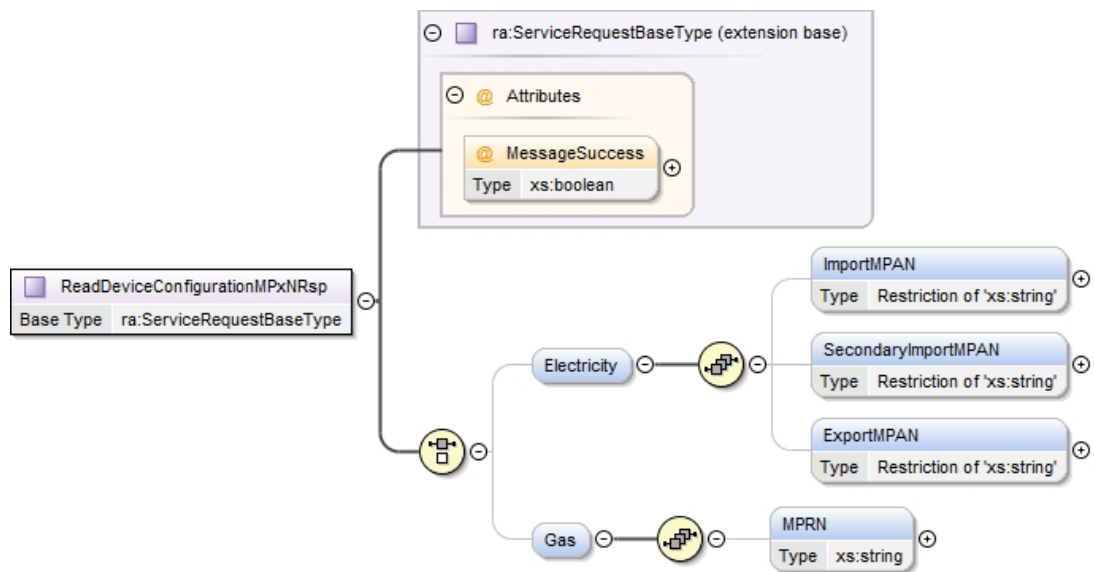 ra:ServiceRequestBaseType (extension base)
@ Attributes
@ MessageSuccess
Type xs:boolean
ReadDeviceConfigurationMPxNRsp
Base Type ra:ServiceRequestBaseType
Electricity
ImportMPAN
Type Restriction of 'xs:string'
SecondaryImportMPAN
Type Restriction of 'xs:string'
ExportMPAN
Type Restriction of 'xs:string'
Gas
MPRN
Type xs:string